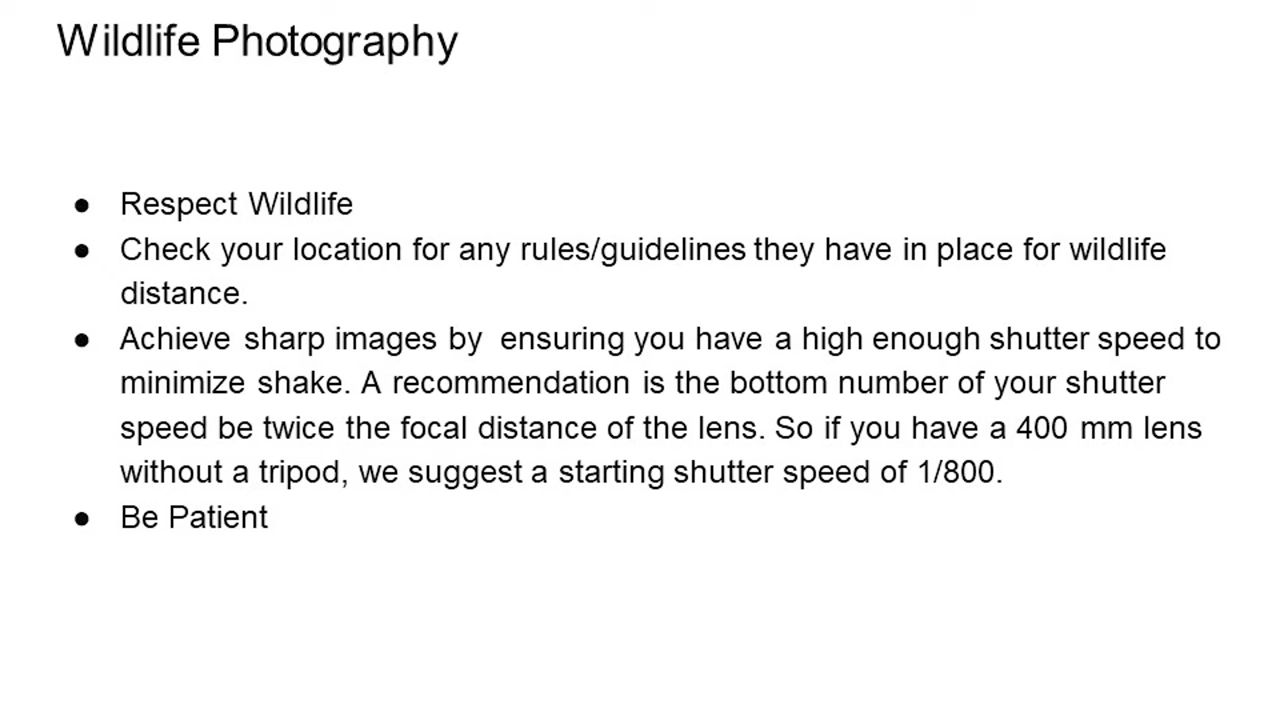 Wildlife Photography
● Respect Wildlife
● Check your location for any rules/guidelines they have in place for wildlife
distance.
● Achieve sharp images by  ensuring you have a high enough shutter speed to
minimize shake. A recommendation is the bottom number of your shutter
speed be twice the focal distance of the lens. So if you have a 400 mm lens
without a tripod, we suggest a starting shutter speed of 1/800.
● Be Patient